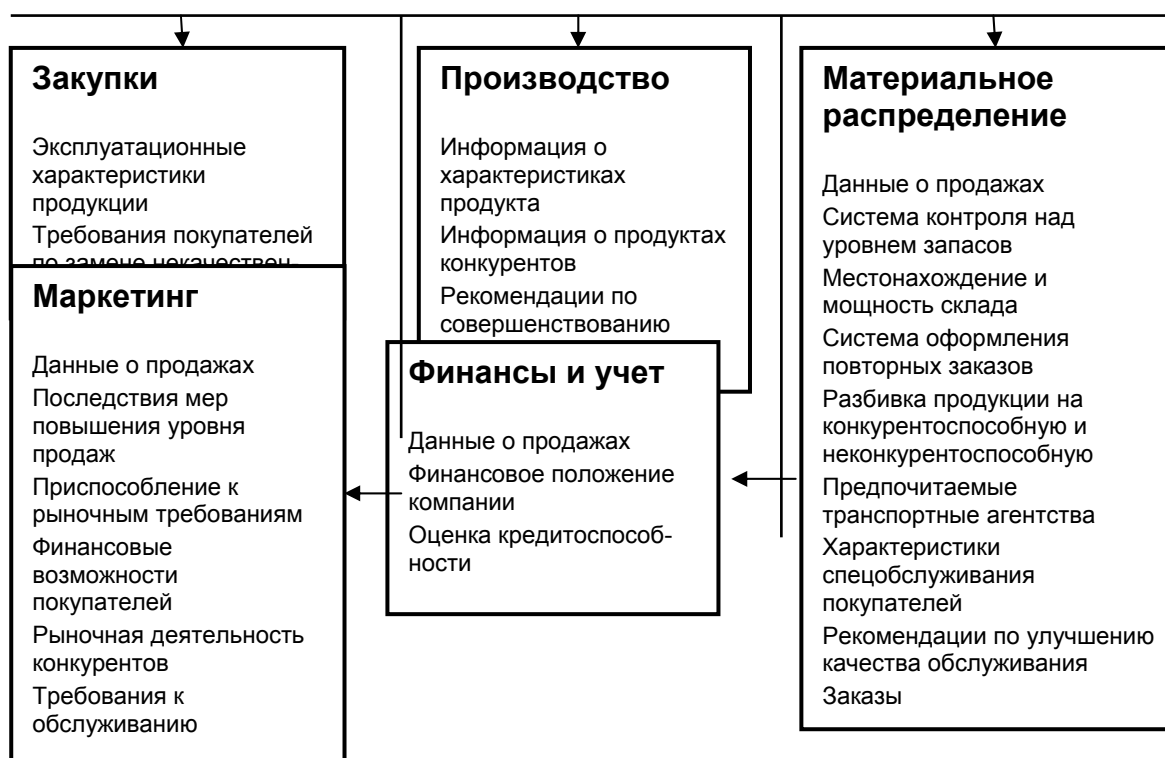 Закупки
Эксплуатационные
характеристики
продукции
Требования покупателей
по замене некачествен-
Маркетинг
Данные о продажах
Последствия мер
повышения уровня
продаж
Приспособление к
рыночным требованиям
Финансовые
возможности
покупателей
Рыночная деятельность
конкурентов
Требования к
обслуживанию
Производство
Информация о
характеристиках
продукта
Информация о продуктах
конкурентов
Рекомендации по
совершенствованию
Финансы и учет
Данные о продажах
Финансовое положение
компании
Оценка кредитоспособ-
ности
Материальное
распределение
Данные о продажах
Система контроля над
уровнем запасов
Местонахождение и
мощность склада
Система оформления
повторных заказов
Разбивка продукции на
конкурентоспособную и
неконкурентоспособную
Предпочитаемые
транспортные агентства
Характеристики
спецобслуживания
покупателей
Рекомендации по улучшению
качества обслуживания
Заказы